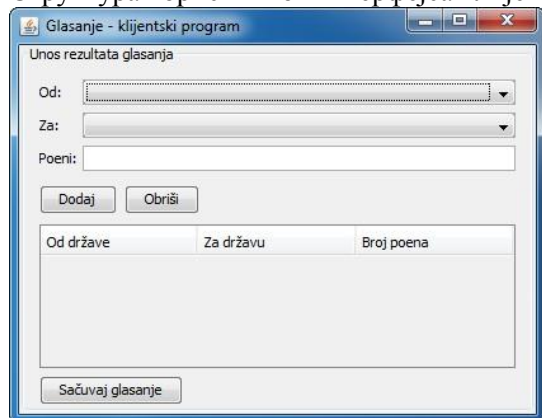 Glasanje - klijentski program
Unos rezultata glasanja
Od:
Za:
Poeni:
Dodaj Obriši
Od države Za državu Broj poena
Sačuvaj glasanje